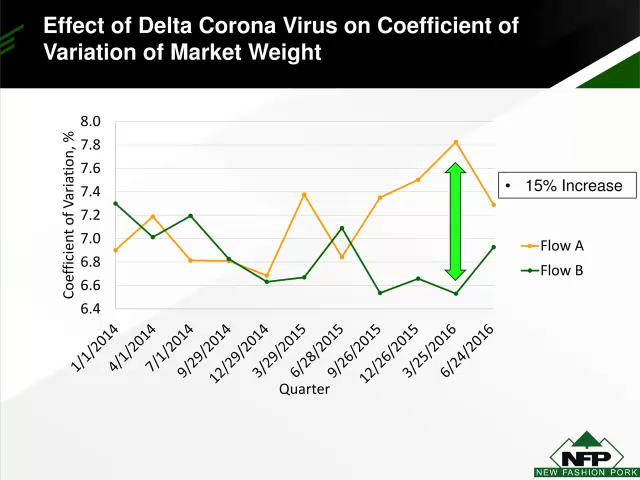 Effect of Delta Corona Virus on Coefficient of
Variation of Market Weight
Coefficient of Variation, %
8.0
7.8
7.6
7.4
7.2
7.0
6.8
6.6
6.4
1/1/2014
4/1/2014
7/1/2014
9/29/2014
12/29/2014
3/29/2015
6/28/2015
9/26/2015
12/26/2015
3/25/2016
6/24/2016
Quarter
• 15% Increase
Flow A
Flow B
NFP
NEW FASHION PORK